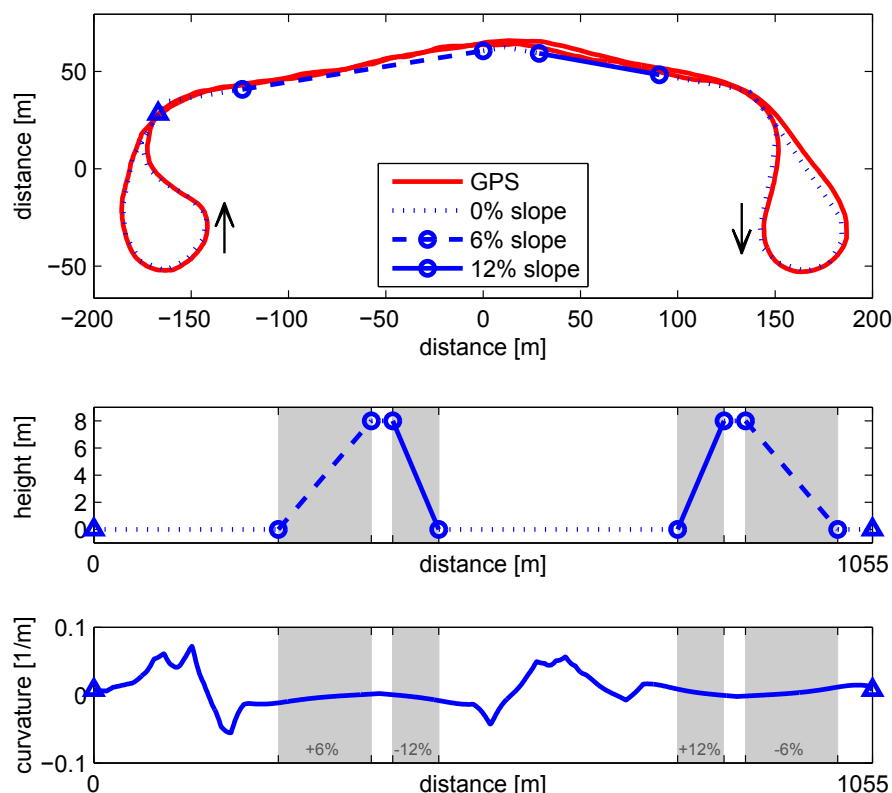 distance [m]
50
0
−50
GPS
0% slope
6% slope
12% slope
−200 −150 −100 −50 0 50 100 150 200
distance [m]
height [m]
8
6
4
2
0
0 distance [m] 1055
curvature [1/m]
0.1
0
−0.1
+6% -12% +12% -6%
0 distance [m] 1055